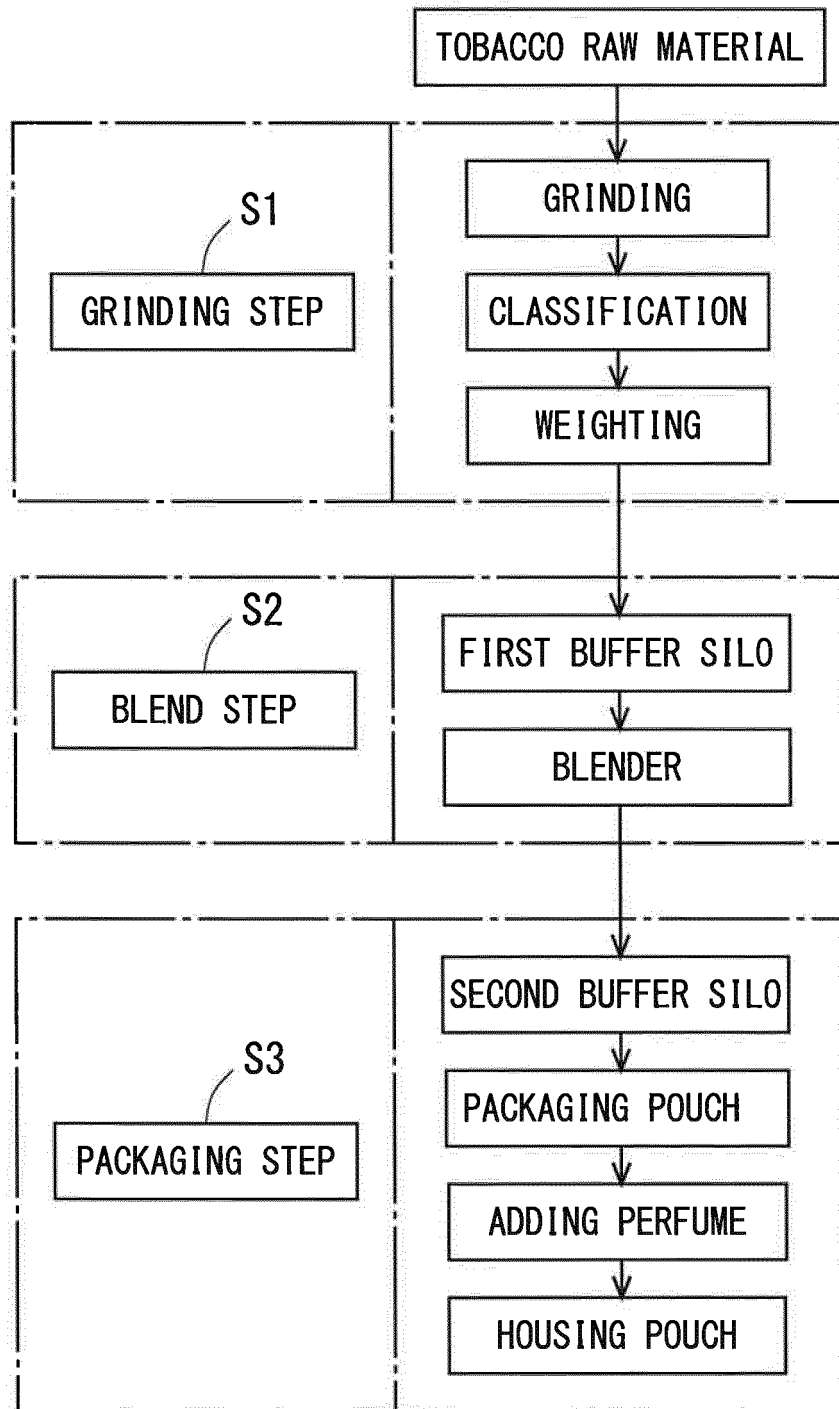 TOBACCO RAW MATERIAL
GRINDING
S1
GRINDING STEP
CLASSIFICATION
WEIGHTING
S2
FIRST BUFFER SILO
BLEND STEP
BLENDER
SECOND BUFFER SILO
S3
PACKAGING POUCH
PACKAGING STEP
ADDING PERFUME
HOUSING POUCH